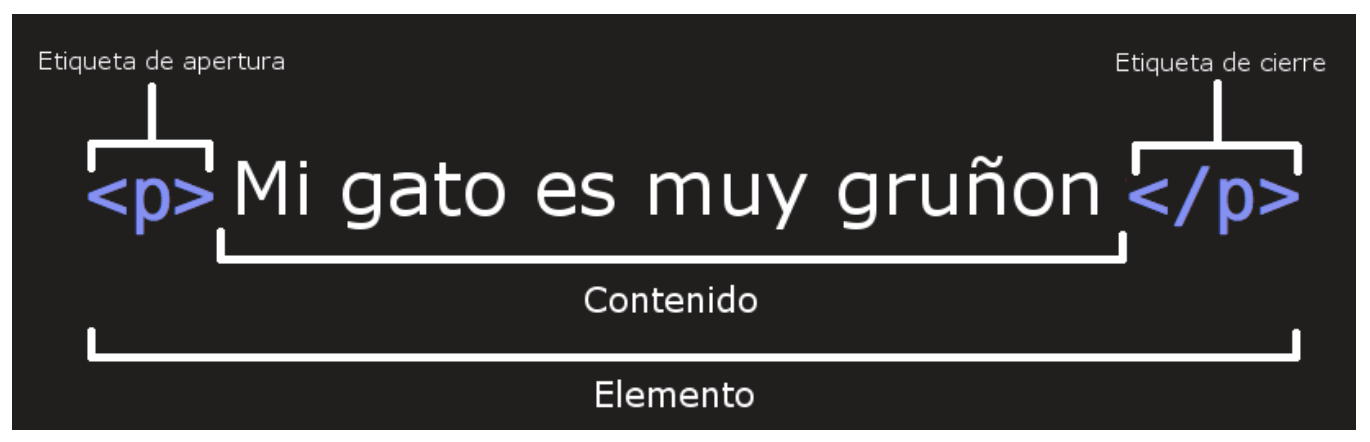 Etiqueta de apertura
Etiqueta de cierre
<p> Mi gato es muy gruñon </p>
Contenido
Elemento